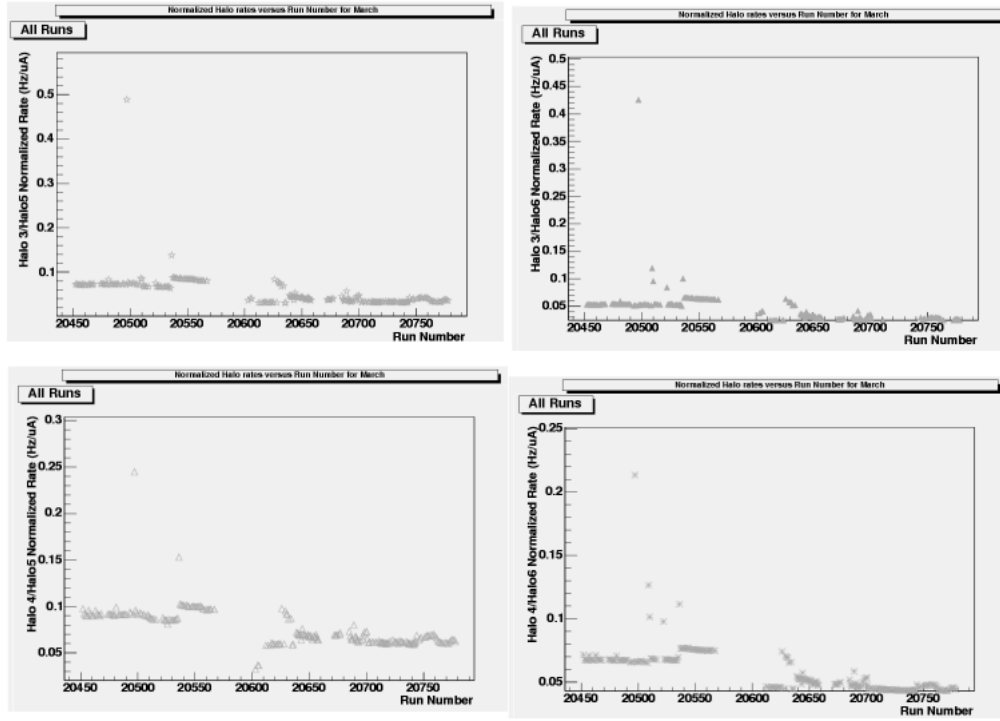 Normalized Halo rates versus Run Number for March
All Runs
Halo 3/Halo5 Normalized Rate (Hz/uA)
0.5
0.4
0.3
0.2
0.1
20450 20500 20550 20600 20650 20700 20750
Run Number
Normalized Halo rates versus Run Number for March
All Runs
Halo 3/Halo6 Normalized Rate (Hz/uA)
0.5
0.45
0.4
0.35
0.3
0.25
0.2
0.15
0.1
0.05
20450 20500 20550 20600 20650 20700 20750
Run Number
Normalized Halo rates versus Run Number for March
All Runs
Halo 4/Halo5 Normalized Rate (Hz/uA)
0.3
0.25
0.2
0.15
0.1
0.05
20450 20500 20550 20600 20650 20700 20750
Run Number
Normalized Halo rates versus Run Number for March
All Runs
Halo 4/Halo6 Normalized Rate (Hz/uA)
0.25
0.2
0.15
0.1
0.05
20450 20500 20550 20600 20650 20700 20750
Run Number